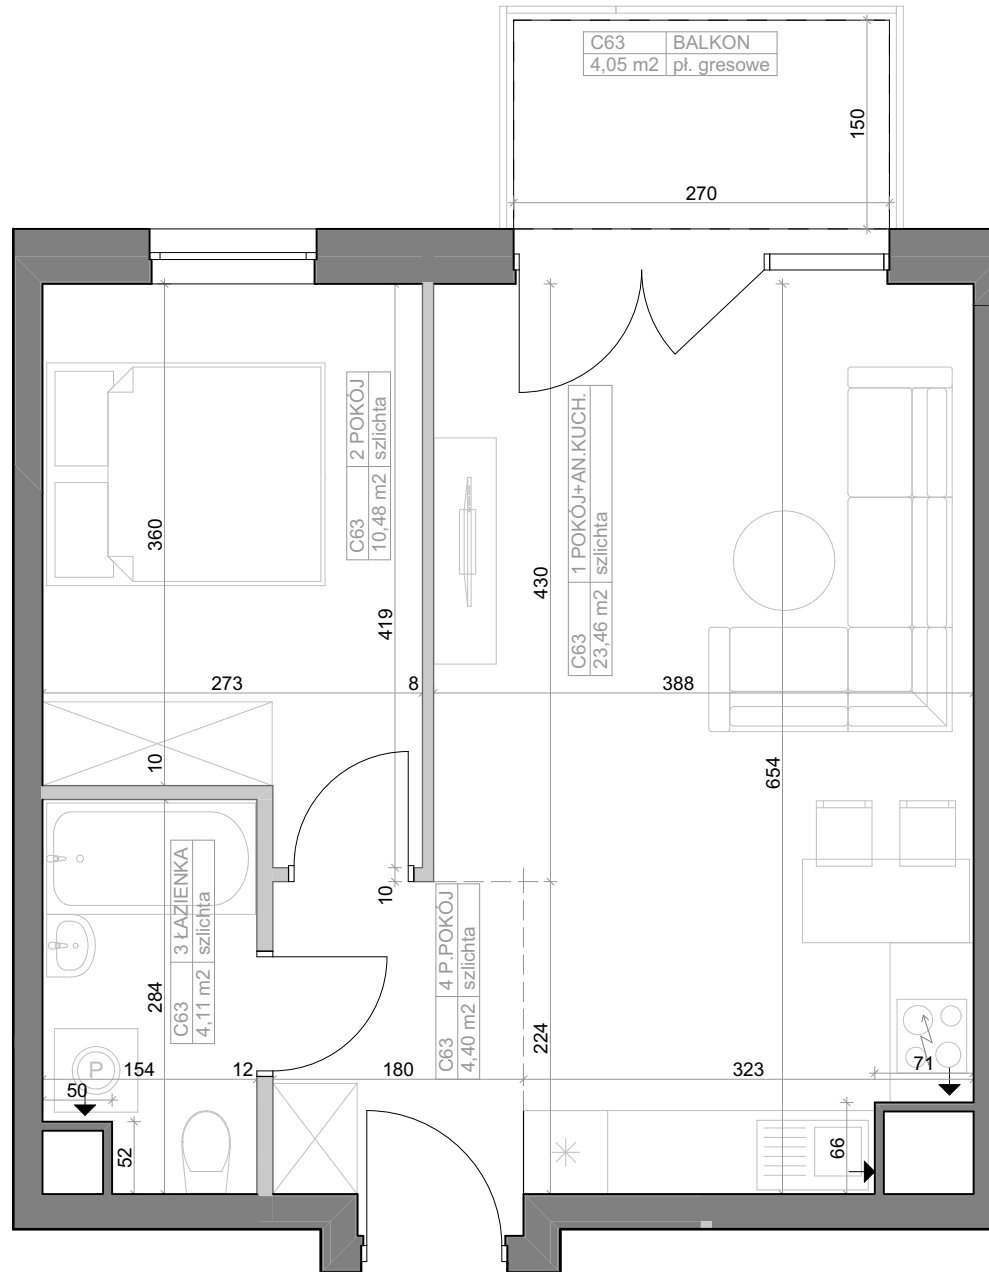 C63 BALKON
4,05 m2 pł. gresowe
150
270
C63 2 POKÓJ
10,48 m2 szlichta
360
419
430
C63 1 POKÓJ+AN.KUCH.
23,46 m2 szlichta
273
8
388
10
654
C63 3 ŁAZIENKA
4,11 m2 szlichta
10
C63 4 P.POKÓJ
4,40 m2 szlichta
284
224
P
154
12
180
323
71
50
52
66